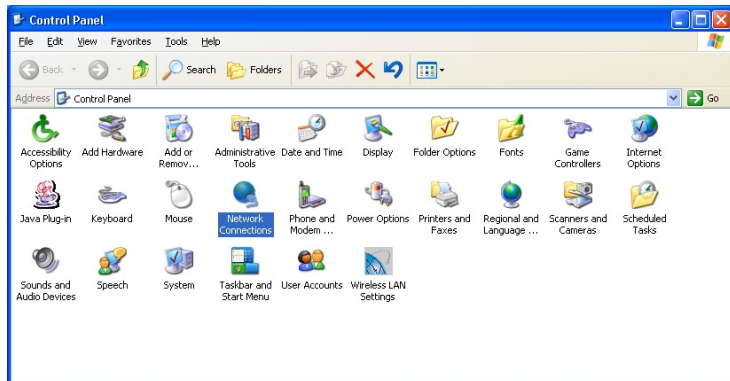 Control Panel
File Edit View Favorites Tools Help
Back Search Folders
Address Control Panel Go
Accessibility Options
Add Hardware
Add or Remov...
Administrative Tools
Date and Time
Display
Folder Options
Fonts
Game Controllers
Internet Options
Java Plug-in
Keyboard
Mouse
Network Connections
Phone and Modem ...
Power Options
Printers and Faxes
Regional and Language ...
Scanners and Cameras
Scheduled Tasks
Sounds and Audio Devices
Speech
System
Taskbar and Start Menu
User Accounts
Wireless LAN Settings